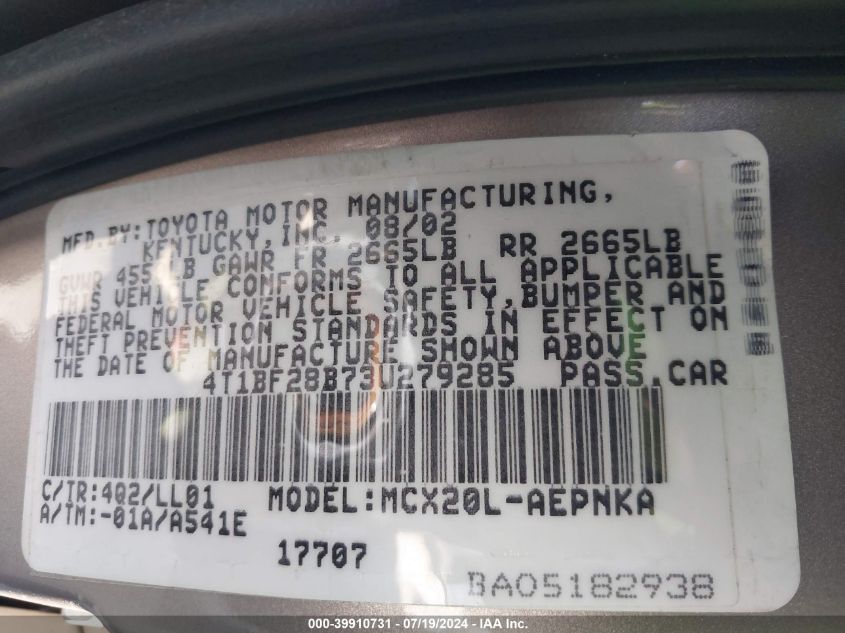 MFD.BY:TOYOTA MOTOR MANUFACTURING,
KENTUCKY,INC. 08/02
GVWR 455 LB GAWR FR 2665LB RR 2665LB
THIS VEHICLE CONFORMS TO ALL APPLICABLE
FEDERAL MOTOR VEHICLE SAFETY,BUMPER AND
THEFT PREVENTION STANDARDS IN EFFECT ON
THE DATE OF MANUFACTURE SHOWN ABOVE
4T1BF28B73U279285 PASS.CAR
C/TR:4Q2/LL01 MODEL:MCX20L-AEPNKA
A/TM:-01A/A541E
17707
BA05182938
000-39910731 - 07/19/2024 - IAA Inc.